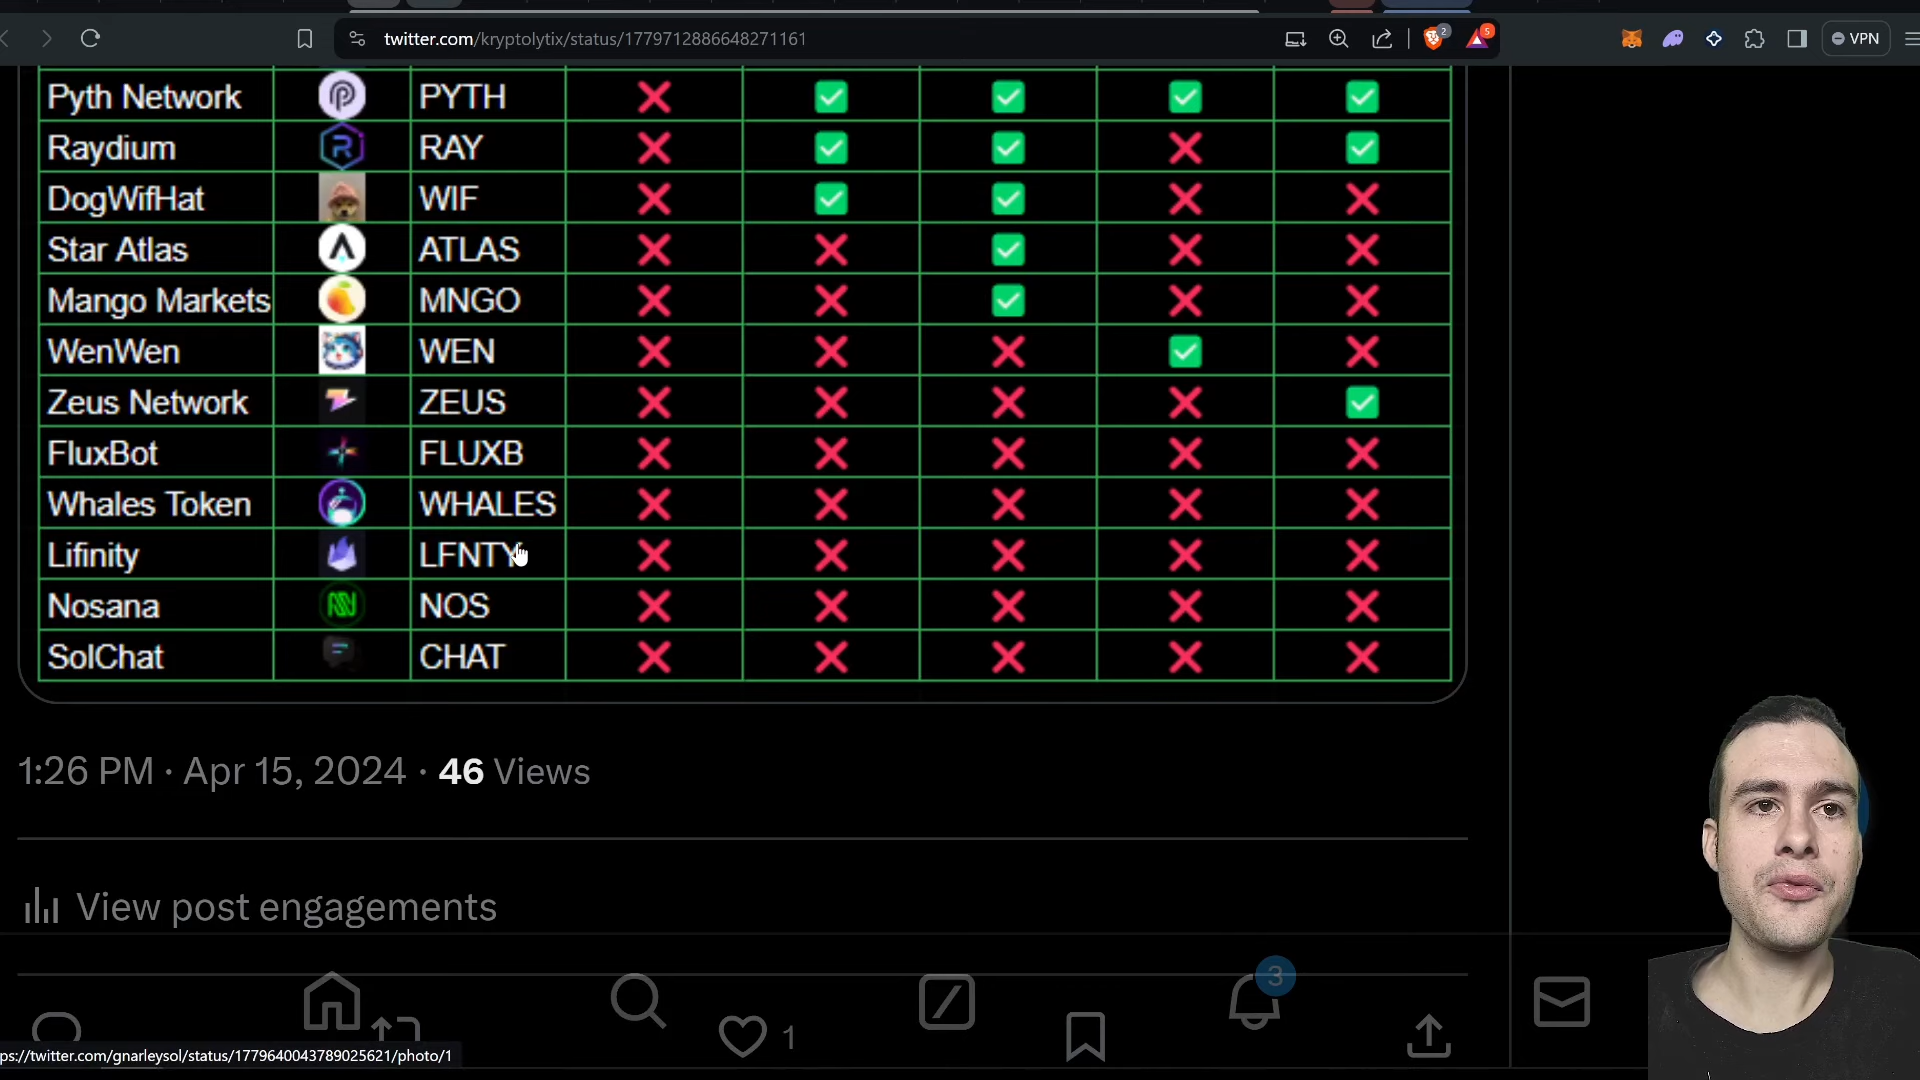 twitter.com/kryptolytix/status/1779712886648271161
2
5
VPN
Pyth Network PYTH
Raydium RAY
DogWifHat WIF
Star Atlas ATLAS
Mango Markets MNGO
WenWen WEN
Zeus Network ZEUS
FluxBot FLUXB
Whales Token WHALES
Lifinity LFNTY
Nosana NOS
SolChat CHAT
1:26 PM · Apr 15, 2024 · 46 Views
View post engagements
3
1
ps://twitter.com/gnarleysol/status/1779640043789025621/photo/1